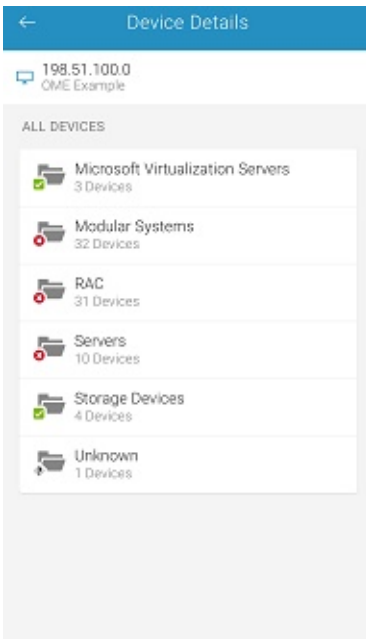 Device Details
198.51.100.0
OME Example
ALL DEVICES
Microsoft Virtualization Servers
3 Devices
Modular Systems
32 Devices
RAC
31 Devices
Servers
10 Devices
Storage Devices
4 Devices
Unknown
1 Devices